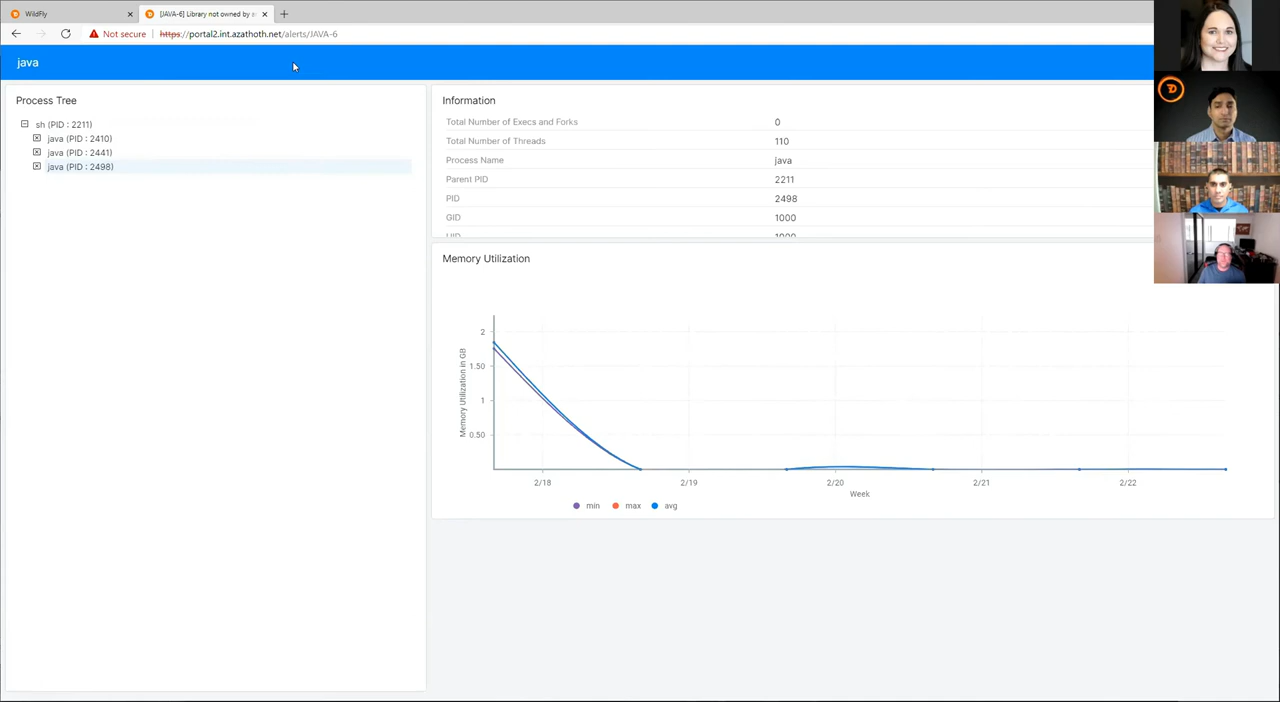 WildFly
[JAVA-6] Library not owned by a
Not secure
https://portal2.int.azathoth.net/alerts/JAVA-6
java
Process Tree
sh (PID : 2211)
java (PID : 2410)
java (PID : 2441)
java (PID : 2498)
Information
Total Number of Execs and Forks 0
Total Number of Threads 110
Process Name java
Parent PID 2211
PID 2498
GID 1000
UID 1000
Memory Utilization
Memory Utilization in GB
2
1.50
1
0.50
2/18 2/19 2/20 2/21 2/22
Week
min max avg